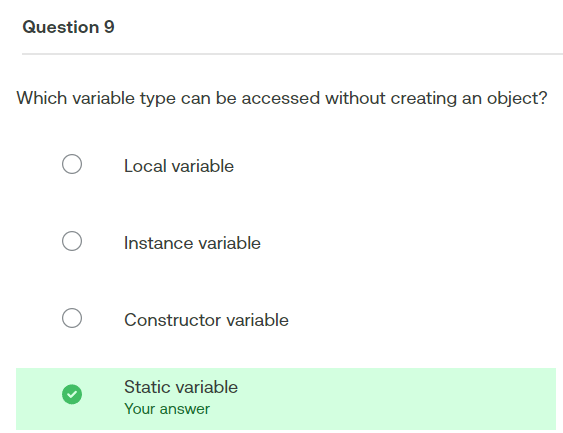 Question 9
Which variable type can be accessed without creating an object?
Local variable
Instance variable
Constructor variable
Static variable
Your answer